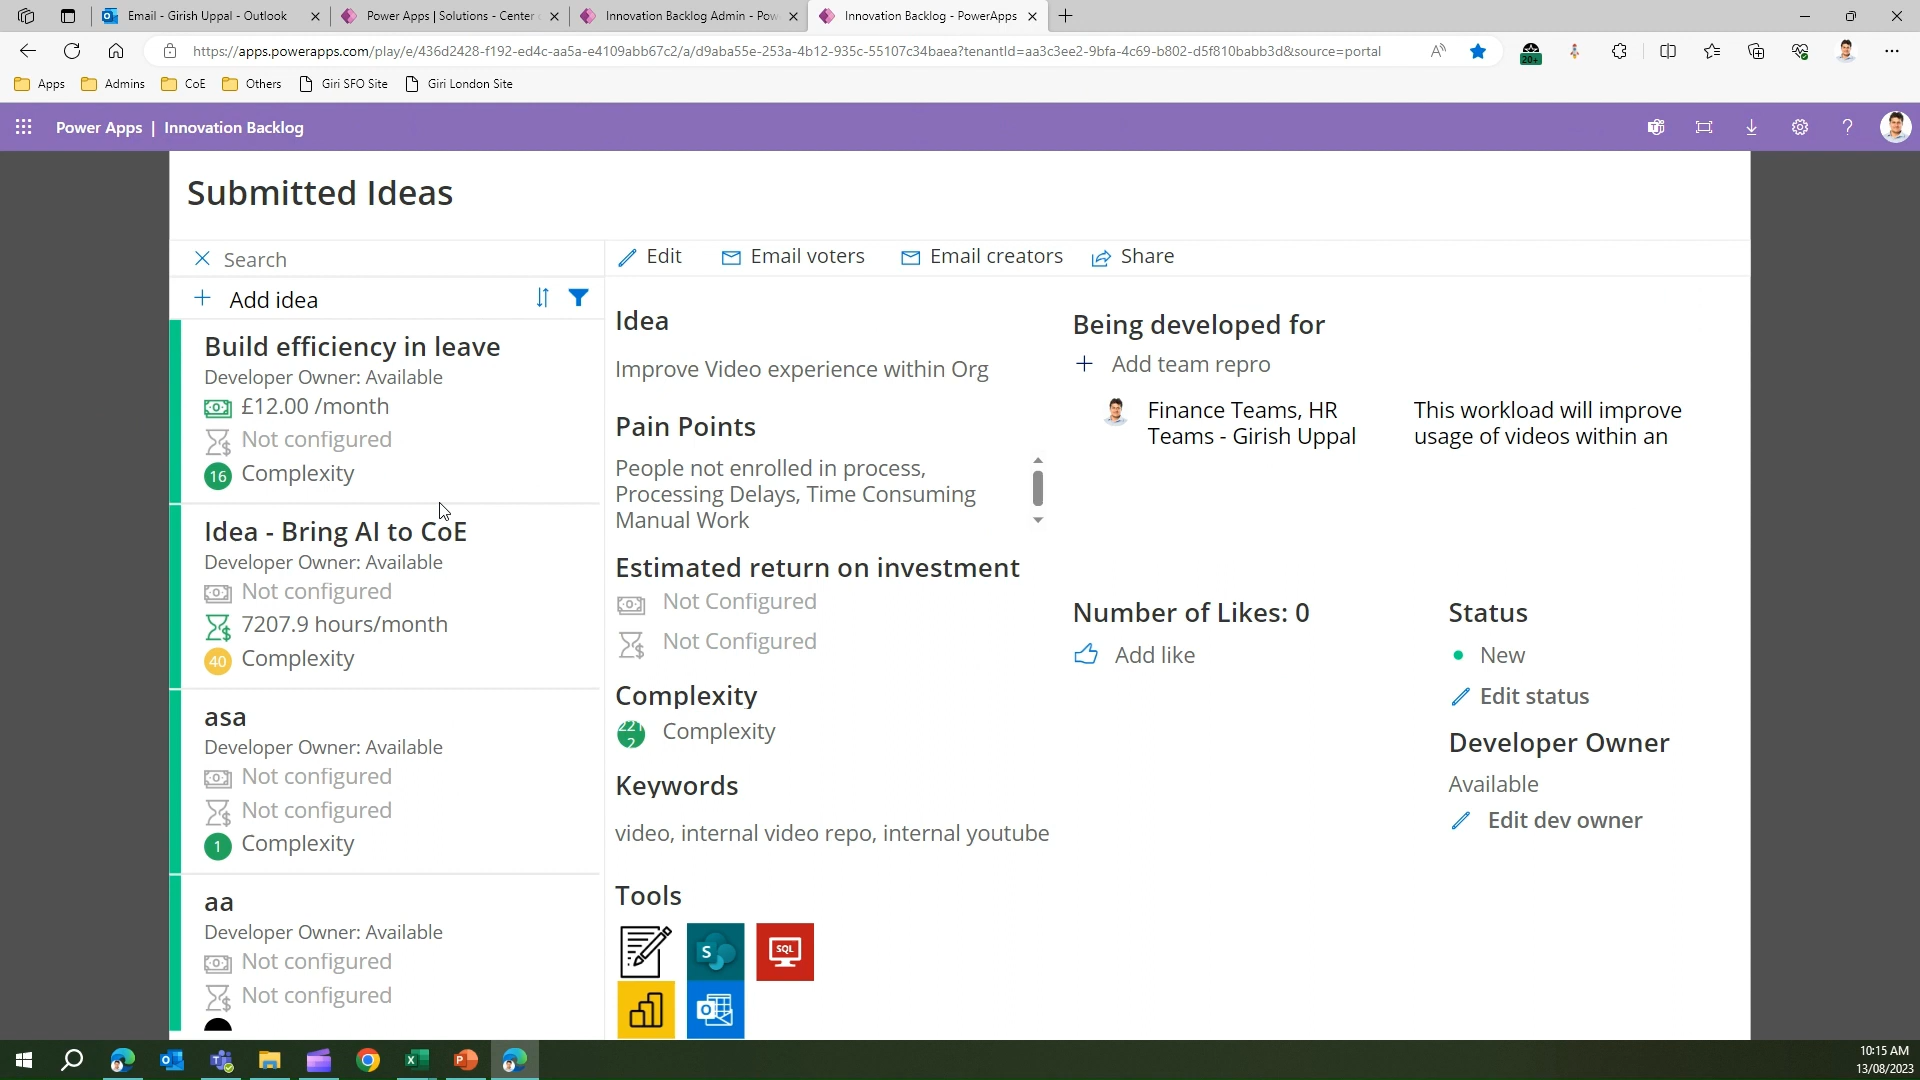 Email - Girish Uppal - Outlook
Power Apps | Solutions - Center
Innovation Backlog Admin - Pow
Innovation Backlog - PowerApps
https://apps.powerapps.com/play/e/436d2428-f192-ed4c-aa5a-e4109abb67c2/a/d9aba55e-253a-4b12-935c-55107c34baea?tenantId=aa3c3ee2-9bfa-4c69-b802-d5f810babb3d&source=portal
20+
Apps
Admins
CoE
Others
Giri SFO Site
Giri London Site
Power Apps | Innovation Backlog
Submitted Ideas
Search
Edit
Email voters
Email creators
Share
Add idea
Build efficiency in leave
Developer Owner: Available
£12.00 /month
Not configured
16 Complexity
Idea - Bring AI to CoE
Developer Owner: Available
Not configured
7207.9 hours/month
40 Complexity
asa
Developer Owner: Available
Not configured
Not configured
1 Complexity
aa
Developer Owner: Available
Not configured
Not configured
Idea
Improve Video experience within Org
Pain Points
People not enrolled in process,
Processing Delays, Time Consuming
Manual Work
Estimated return on investment
Not Configured
Not Configured
Complexity
Complexity
Keywords
video, internal video repo, internal youtube
Tools
S
SQL
Being developed for
Add team repro
Finance Teams, HR
Teams - Girish Uppal
This workload will improve
usage of videos within an
Number of Likes: 0
Add like
Status
New
Edit status
Developer Owner
Available
Edit dev owner
10:15 AM
13/08/2023